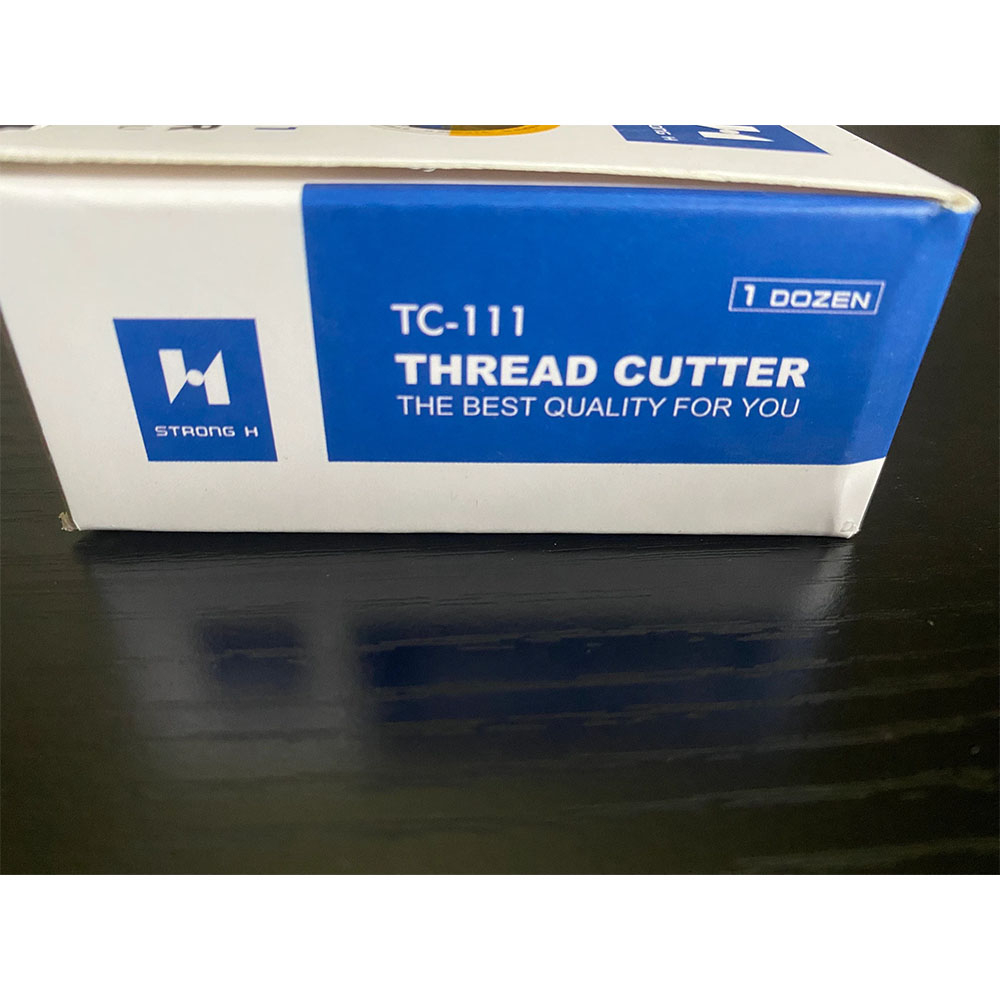 TC-111
1 DOZEN
THREAD CUTTER
THE BEST QUALITY FOR YOU
STRONG H